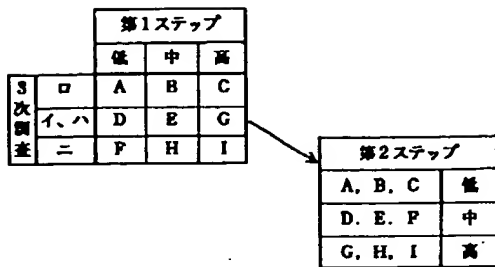 第1ステップ
低 中 高
3次調査
ロ A B C
イ、ハ D E G
ニ F H I
第2ステップ
A, B, C 低
D. E. F 中
G, H, I 高